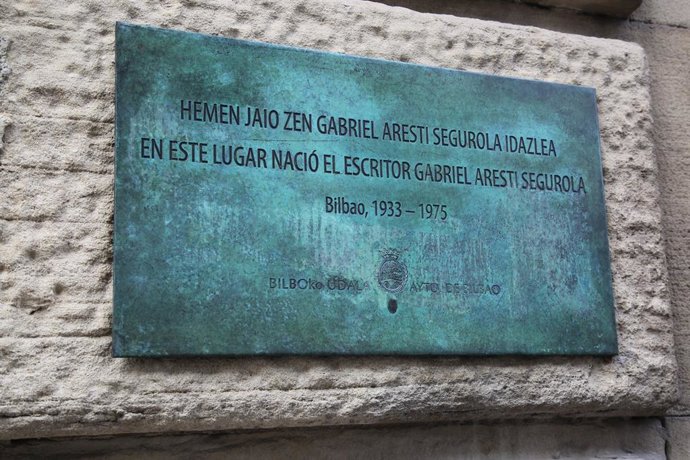 HEMEN JAIO ZEN GABRIEL ARESTI SEGUROLA IDAZLEA
EN ESTE LUGAR NACIÓ EL ESCRITOR GABRIEL ARESTI SEGUROLA
Bilbao, 1933 – 1975
BILBOko UDALA AYTO. DE BILBAO